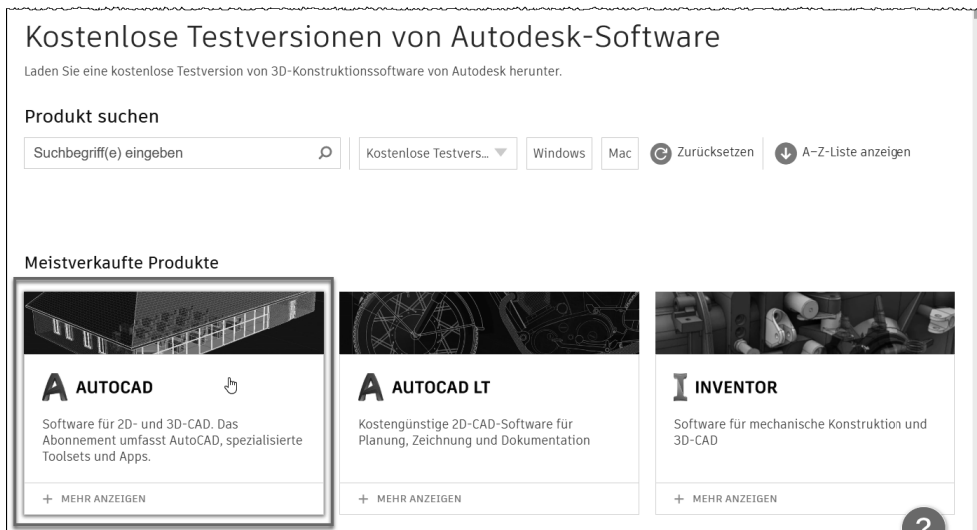 Kostenlose Testversionen von Autodesk-Software
Laden Sie eine kostenlose Testversion von 3D-Konstruktionssoftware von Autodesk herunter.
Produkt suchen
Suchbegriff(e) eingeben
Kostenlose Testvers... Windows Mac Zurücksetzen A–Z-Liste anzeigen
Meistverkaufte Produkte
AUTOCAD
Software für 2D- und 3D-CAD. Das
Abonnement umfasst AutoCAD, spezialisierte
Toolsets und Apps.
+ MEHR ANZEIGEN
AUTOCAD LT
Kostengünstige 2D-CAD-Software für
Planung, Zeichnung und Dokumentation
+ MEHR ANZEIGEN
INVENTOR
Software für mechanische Konstruktion und
3D-CAD
+ MEHR ANZEIGEN
?